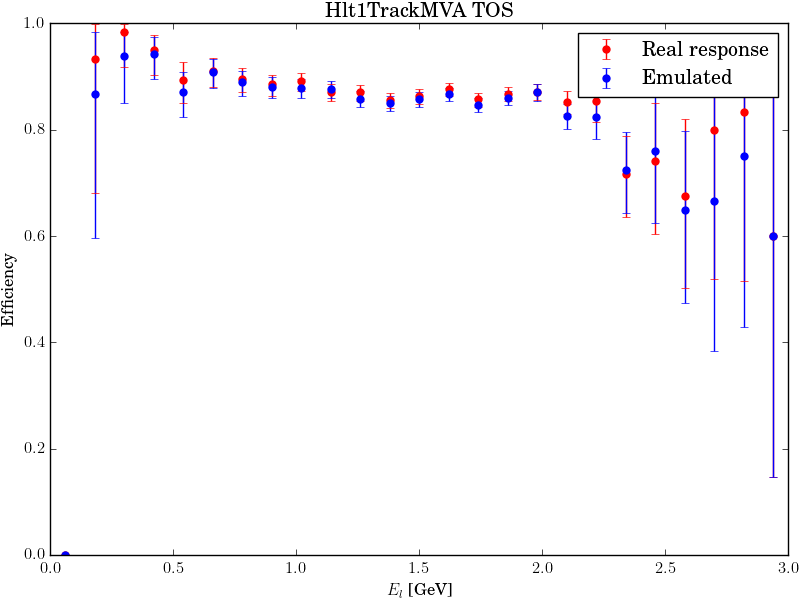 Hlt1TrackMVA TOS
Real response
Emulated
Efficiency
1.0
0.8
0.6
0.4
0.2
0.0
0.0 0.5 1.0 1.5 2.0 2.5 3.0
E_l [GeV]